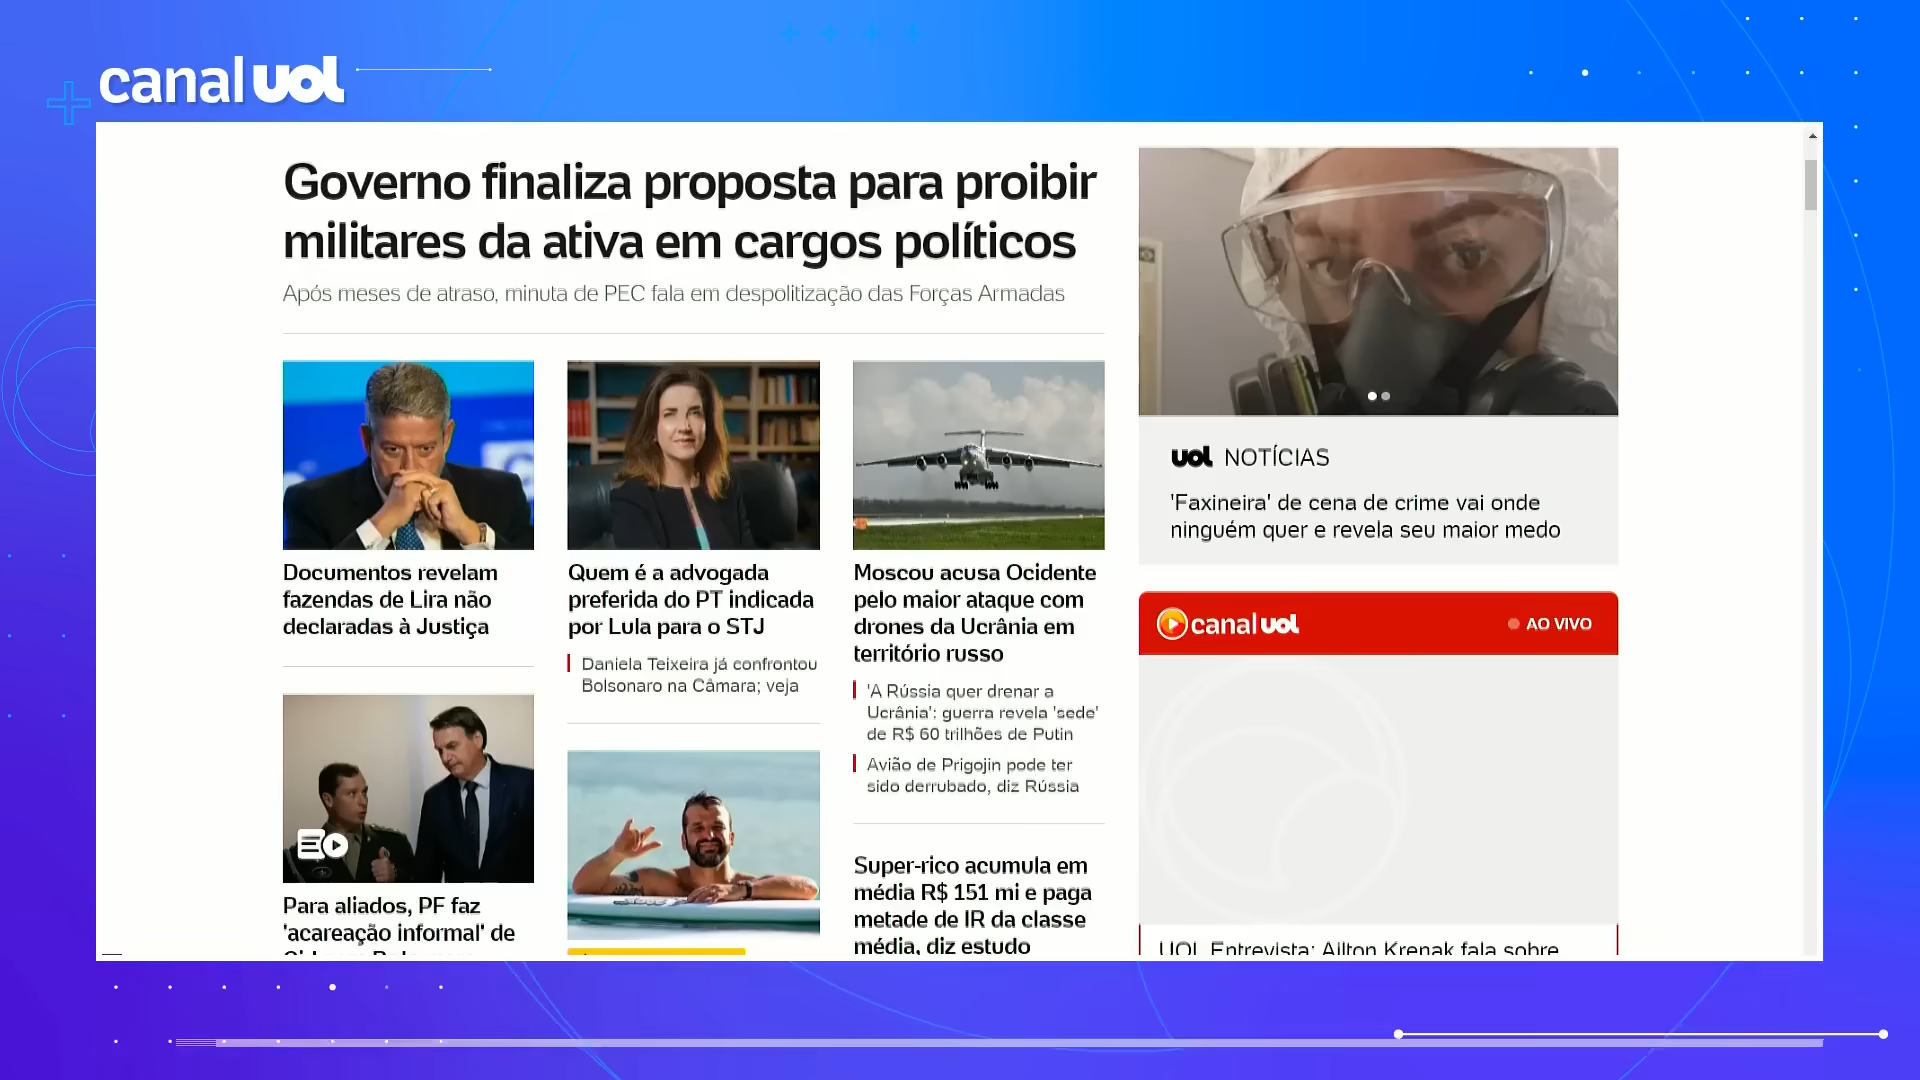 canal uol
Governo finaliza proposta para proibir
militares da ativa em cargos políticos
Após meses de atraso, minuta de PEC fala em despolitização das Forças Armadas
Documentos revelam
fazendas de Lira não
declaradas à Justiça
Para aliados, PF faz
'acareação informal' de
Quem é a advogada
preferida do PT indicada
por Lula para o STJ
Daniela Teixeira já confrontou
Bolsonaro na Câmara; veja
Moscou acusa Ocidente
pelo maior ataque com
drones da Ucrânia em
território russo
'A Rússia quer drenar a
Ucrânia': guerra revela 'sede'
de R$ 60 trilhões de Putin
Avião de Prigojin pode ter
sido derrubado, diz Rússia
Super-rico acumula em
média R$ 151 mi e paga
metade de IR da classe
média, diz estudo
uol NOTÍCIAS
'Faxineira' de cena de crime vai onde
ninguém quer e revela seu maior medo
canal uol
AO VIVO
UOL Entrevista: Ailton Krenak fala sobre